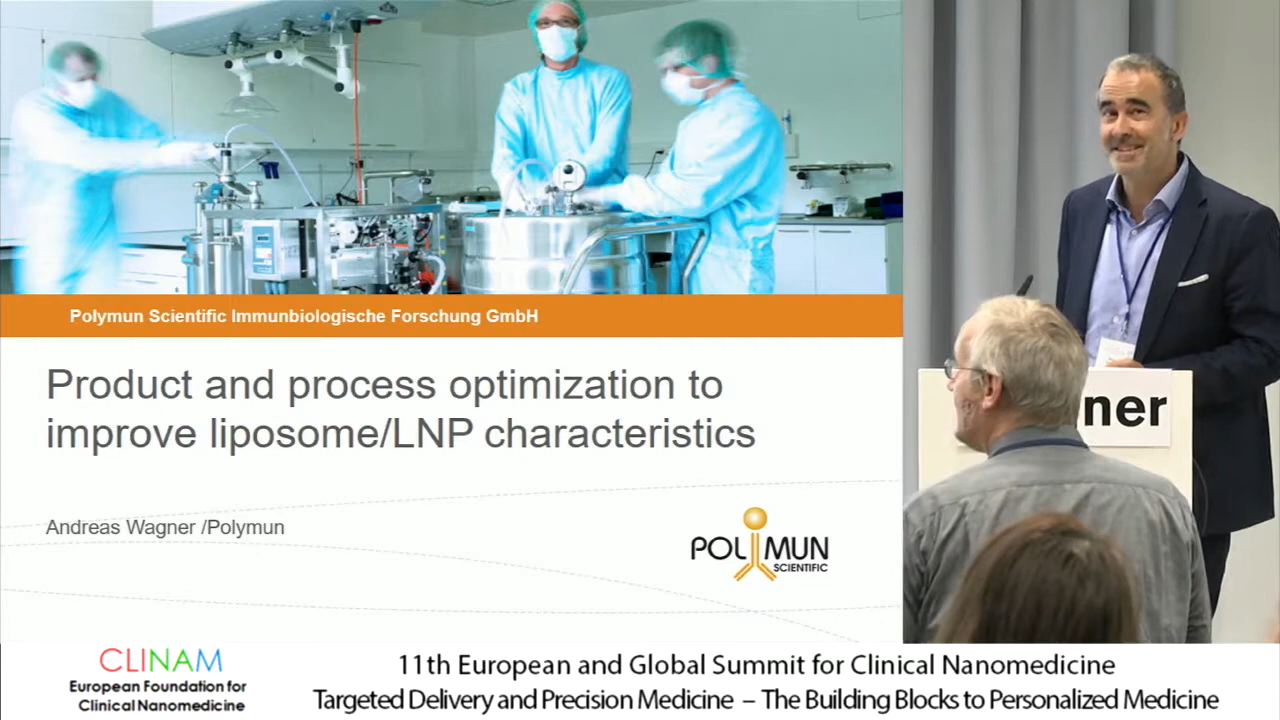 Polymun Scientific Immunbiologische Forschung GmbH
Product and process optimization to
improve liposome/LNP characteristics
Andreas Wagner /Polymun
POLYMUN
SCIENTIFIC
ner
CLINAM
European Foundation for
Clinical Nanomedicine
11th European and Global Summit for Clinical Nanomedicine
Targeted Delivery and Precision Medicine – The Building Blocks to Personalized Medicine